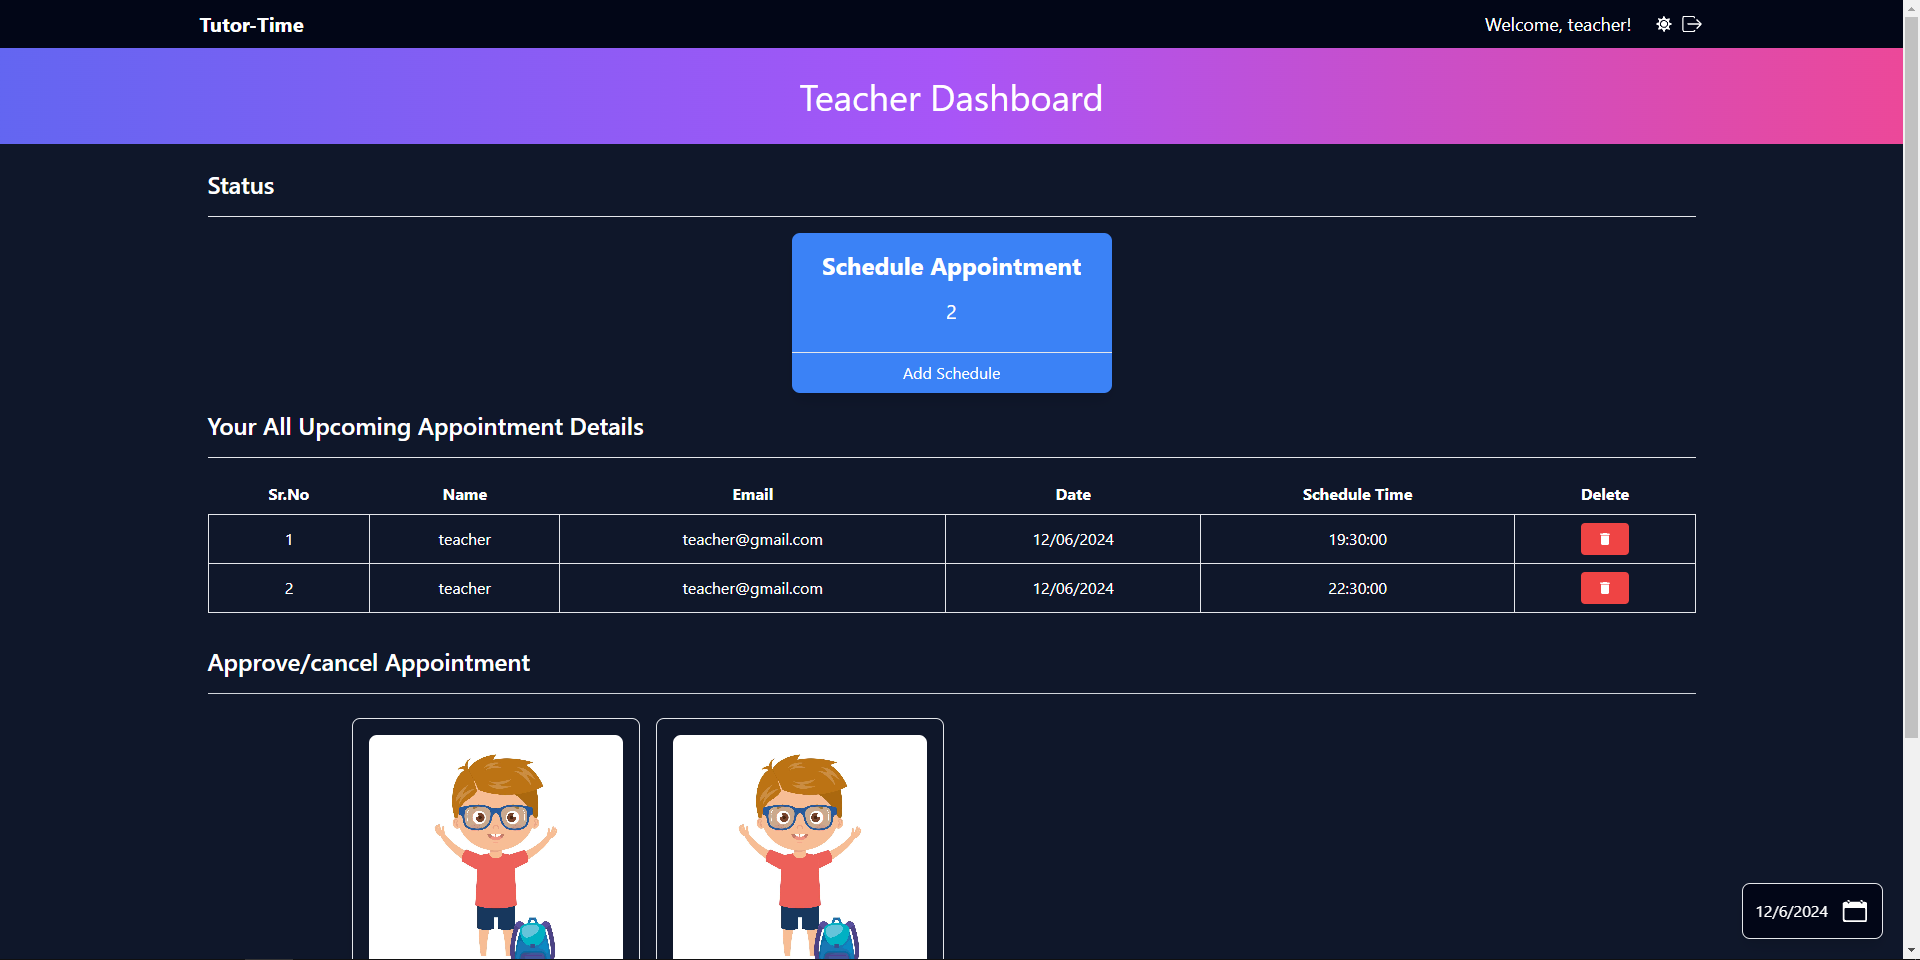 Tutor-Time
Welcome, teacher!
Teacher Dashboard
Status
Schedule Appointment
2
Add Schedule
Your All Upcoming Appointment Details
Sr.No Name Email Date Schedule Time Delete
1 teacher teacher@gmail.com 12/06/2024 19:30:00
2 teacher teacher@gmail.com 12/06/2024 22:30:00
Approve/cancel Appointment
12/6/2024